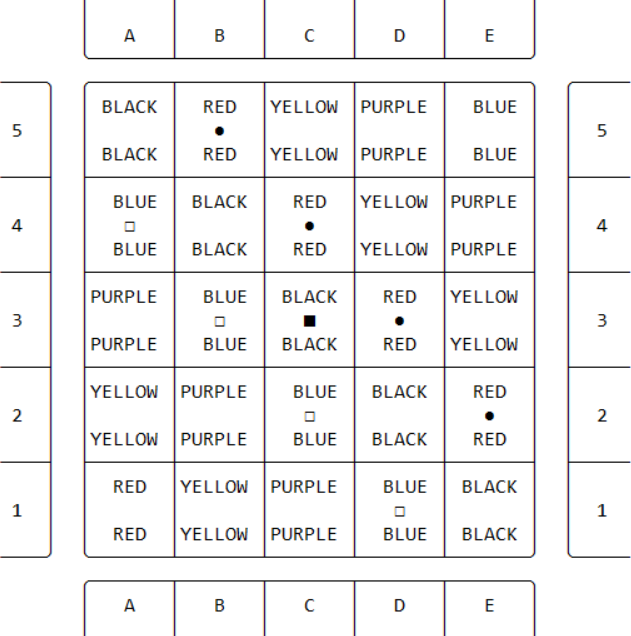 A B C D E
BLACK RED YELLOW PURPLE BLUE
5 ● 5
BLACK RED YELLOW PURPLE BLUE
BLUE BLACK RED YELLOW PURPLE
4 □ ● 4
BLUE BLACK RED YELLOW PURPLE
PURPLE BLUE BLACK RED YELLOW
3 □ ■ ● 3
PURPLE BLUE BLACK RED YELLOW
YELLOW PURPLE BLUE BLACK RED
2 □ ● 2
YELLOW PURPLE BLUE BLACK RED
RED YELLOW PURPLE BLUE BLACK
1 □ 1
RED YELLOW PURPLE BLUE BLACK
A B C D E